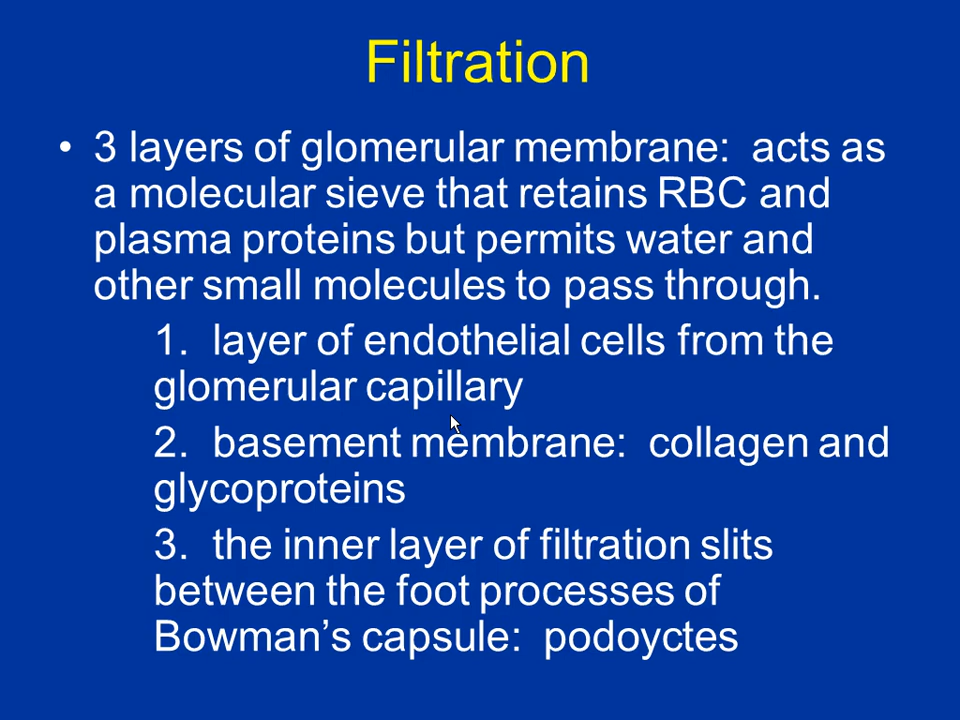 Filtration
• 3 layers of glomerular membrane: acts as
a molecular sieve that retains RBC and
plasma proteins but permits water and
other small molecules to pass through.
1. layer of endothelial cells from the
glomerular capillary
2. basement membrane: collagen and
glycoproteins
3. the inner layer of filtration slits
between the foot processes of
Bowman’s capsule: podoyctes